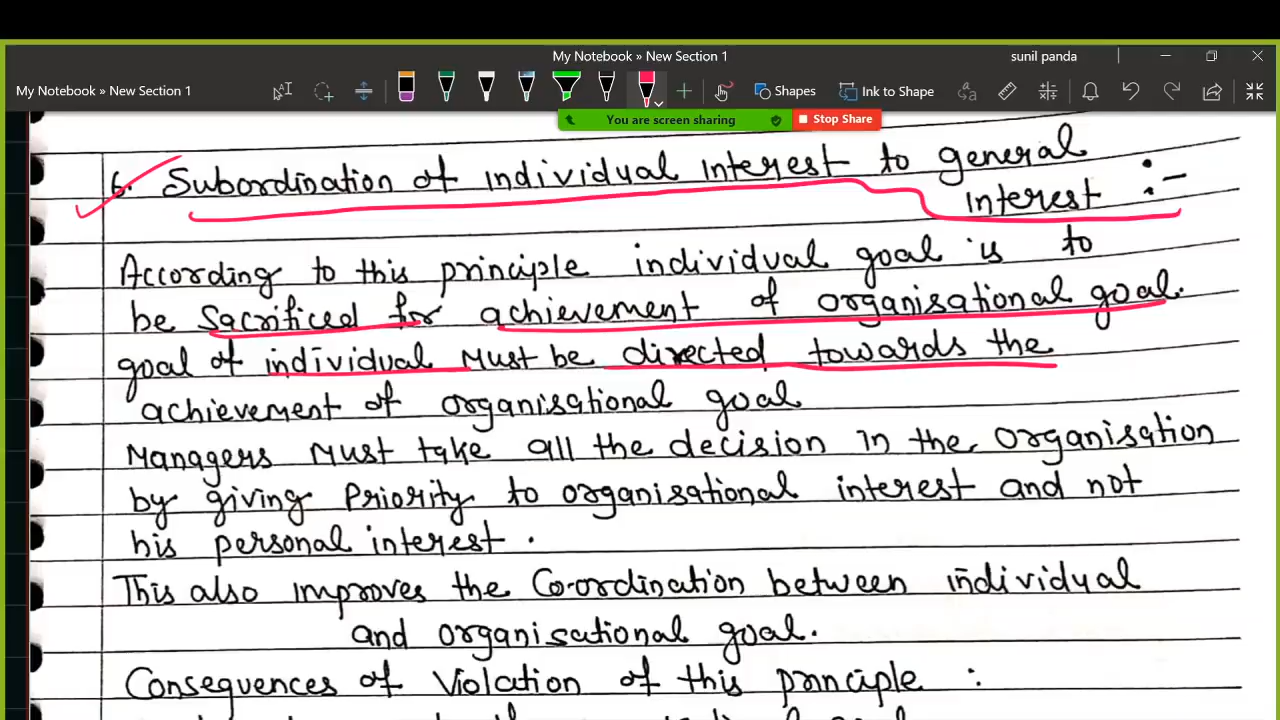 My Notebook » New Section 1
sunil panda
My Notebook » New Section 1
Shapes
Ink to Shape
You are screen sharing
Stop Share
6. Subordination of individual interest to general
interest :-
According to this principle individual goal is to
be sacrificed for achievement of organisational goal.
goal of individual Must be directed towards the
achievement of organisational goal
Managers Must take all the decision in the organisation
by giving Priority to organisational interest and not
his personal interest.
This also improves the Co-ordination between individual
and organisational goal.
Consequences of Violation of this principle :